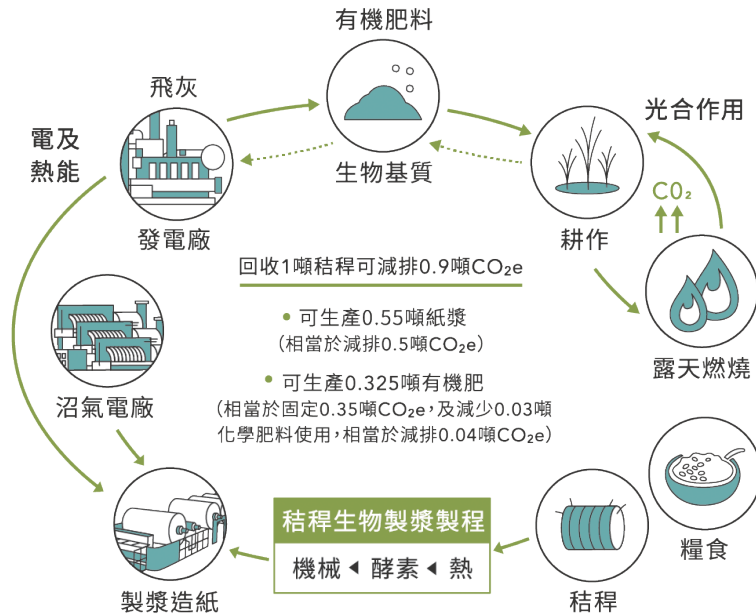 有機肥料
飛灰
光合作用
電及
熱能
生物基質
CO₂
發電廠
耕作
回收1噸秸稈可減排0.9噸CO₂e
• 可生產0.55噸紙漿
(相當於減排0.5噸CO₂e)
露天燃燒
• 可生產0.325噸有機肥
沼氣電廠
(相當於固定0.35噸CO₂e,及減少0.03噸
化學肥料使用,相當於減排0.04噸CO₂e)
秸稈生物製漿製程
機械 ◀ 酵素 ◀ 熱
糧食
製漿造紙
秸稈